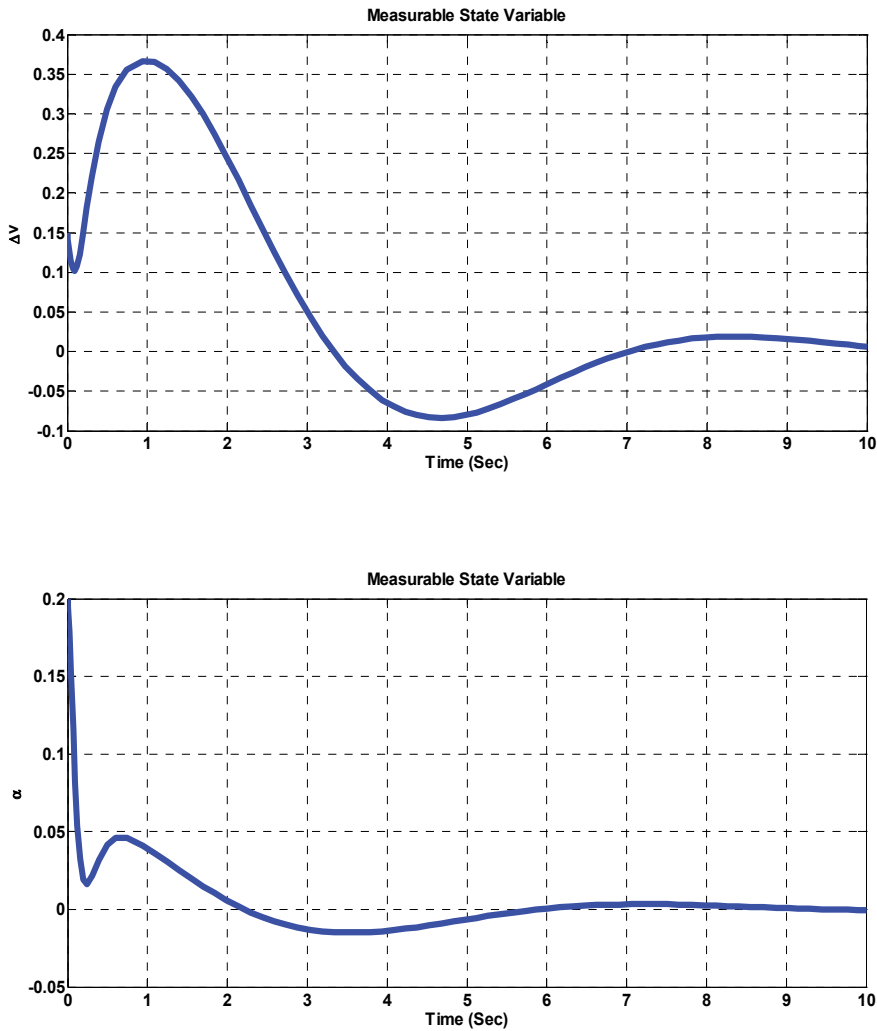 Measurable State Variable
0.4
0.35
0.3
0.25
0.2
0.15
0.1
0.05
0
-0.05
-0.1
ΔV
0 1 2 3 4 5 6 7 8 9 10
Time (Sec)
Measurable State Variable
0.2
0.15
0.1
0.05
0
-0.05
α
0 1 2 3 4 5 6 7 8 9 10
Time (Sec)